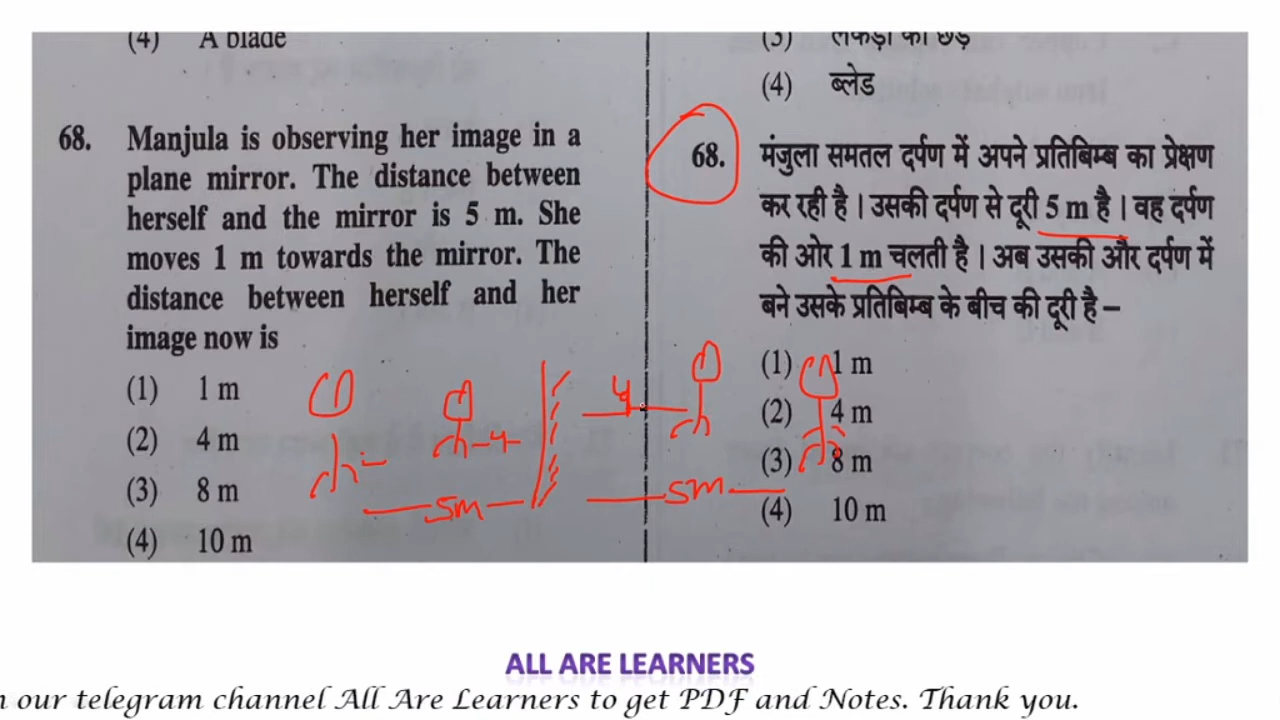 (4) A blade
68. Manjula is observing her image in a
plane mirror. The distance between
herself and the mirror is 5 m. She
moves 1 m towards the mirror. The
distance between herself and her
image now is
(1) 1 m
(2) 4 m
(3) 8 m
(4) 10 m
(3) लकड़ी की छड़
(4) ब्लेड
68. मंजुला समतल दर्पण में अपने प्रतिबिम्ब का प्रेक्षण
कर रही है । उसकी दर्पण से दूरी 5 m है । वह दर्पण
की ओर 1 m चलती है । अब उसकी और दर्पण में
बने उसके प्रतिबिम्ब के बीच की दूरी है –
(1) 1 m
(2) 4 m
(3) 8 m
(4) 10 m
4
4
5m
5m
ALL ARE LEARNERS
our telegram channel All Are Learners to get PDF and Notes. Thank you.